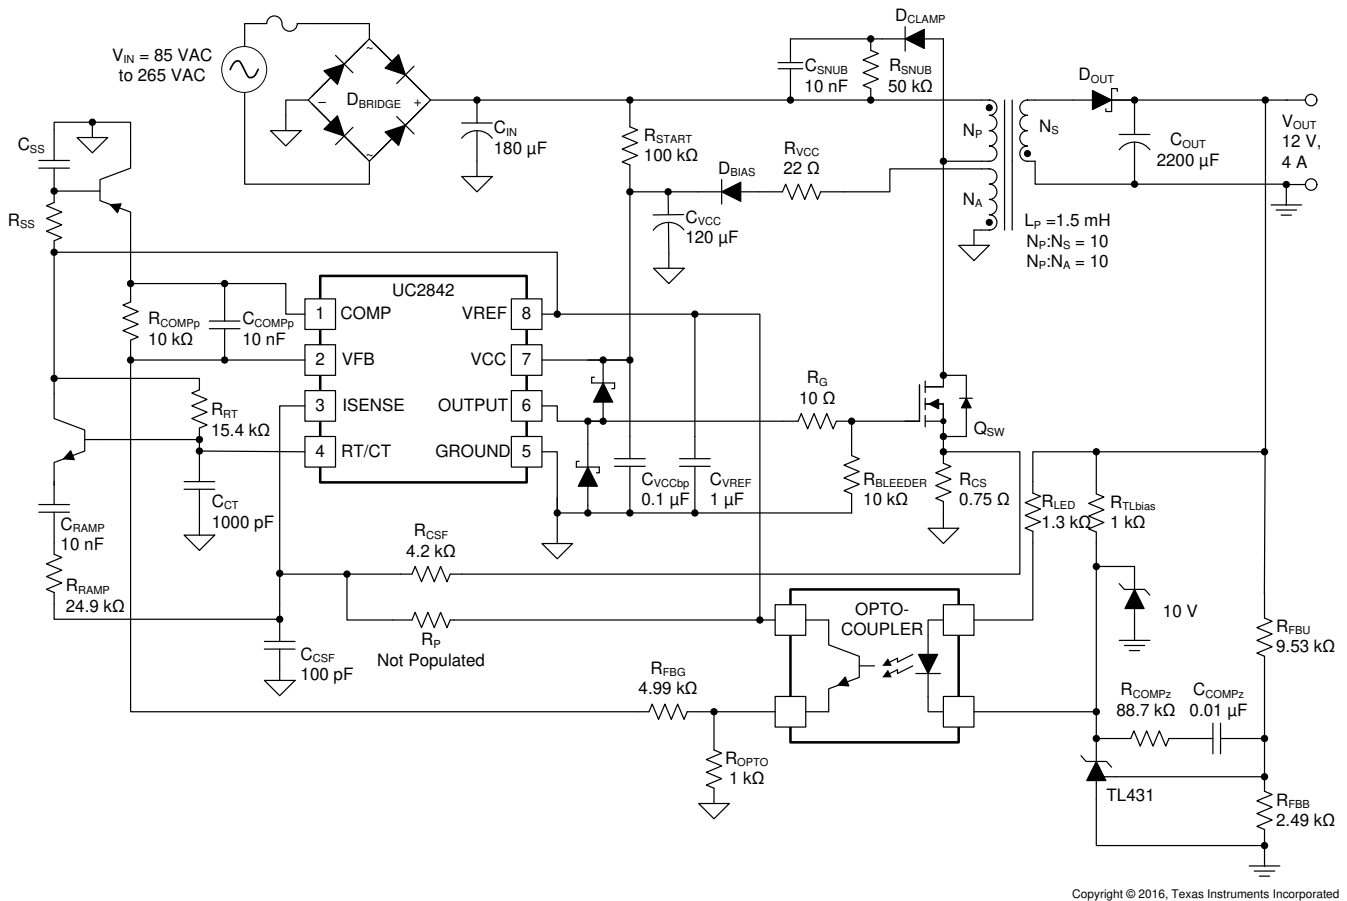 V_IN = 85 VAC
to 265 VAC
~
−
D_BRIDGE
+
~
C_IN
180 µF
D_CLAMP
C_SNUB
10 nF
R_SNUB
50 kΩ
D_OUT
N_P
N_S
C_OUT
2200 µF
V_OUT
12 V,
4 A
C_SS
R_SS
R_START
100 kΩ
D_BIAS
R_VCC
22 Ω
C_VCC
120 µF
N_A
L_P =1.5 mH
N_P:N_S = 10
N_P:N_A = 10
R_COMPp
10 kΩ
C_COMPp
10 nF
UC2842
1
COMP
VREF
8
2
VFB
VCC
7
3
ISENSE
OUTPUT
6
4
RT/CT
GROUND
5
R_RT
15.4 kΩ
C_CT
1000 pF
C_RAMP
10 nF
R_RAMP
24.9 kΩ
R_G
10 Ω
Q_SW
C_VCCbp
0.1 µF
C_VREF
1 µF
R_BLEEDER
10 kΩ
R_CS
0.75 Ω
R_LED
1.3 kΩ
R_TLbias
1 kΩ
R_CSF
4.2 kΩ
R_P
Not Populated
C_CSF
100 pF
OPTO-
COUPLER
10 V
R_FBU
9.53 kΩ
R_FBG
4.99 kΩ
R_OPTO
1 kΩ
R_COMPz
88.7 kΩ
C_COMPz
0.01 µF
TL431
R_FBB
2.49 kΩ
Copyright © 2016, Texas Instruments Incorporated